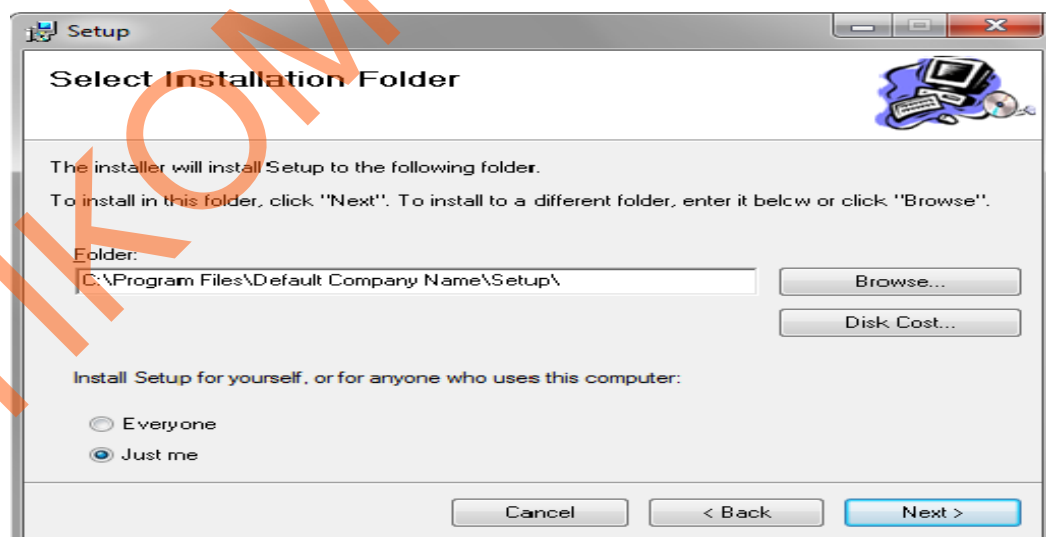 Setup
Select Installation Folder
The installer will install Setup to the following folder.
To install in this folder, click "Next". To install to a different folder, enter it below or click "Browse".
Folder:
C:\Program Files\Default Company Name\Setup\
Browse...
Disk Cost...
Install Setup for yourself, or for anyone who uses this computer:
Everyone
Just me
Cancel
< Back
Next >
IKOM